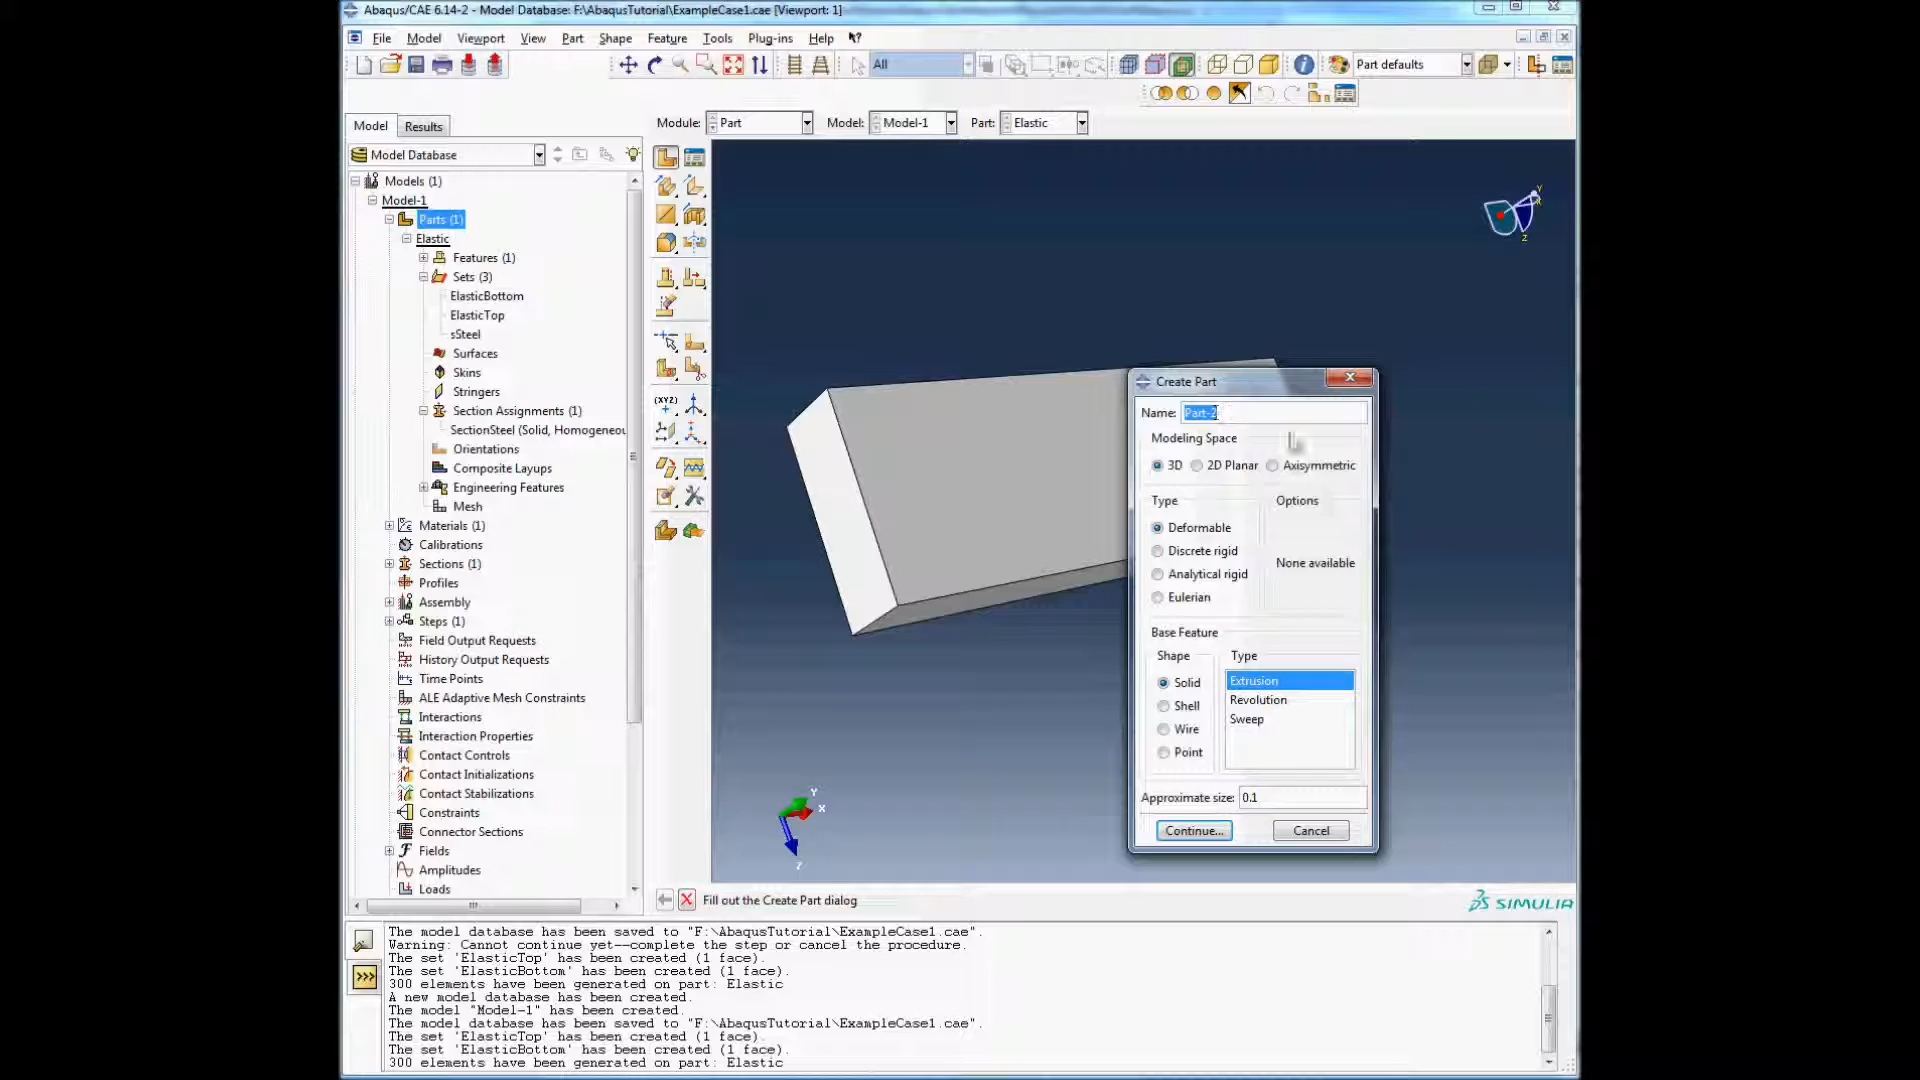 Abaqus/CAE 6.14-2 - Model Database: F:\AbaqusTutorial\ExampleCase1.cae [Viewport: 1]
File Model Viewport View Part Shape Feature Tools Plug-ins Help
All
Part defaults
Model Results
Module: Part Model: Model-1 Part: Elastic
Model Database
Models (1)
Model-1
Parts (1)
Elastic
Features (1)
Sets (3)
ElasticBottom
ElasticTop
sSteel
Surfaces
Skins
Stringers
Section Assignments (1)
SectionSteel (Solid, Homogeneou
Orientations
Composite Layups
Engineering Features
Mesh
Materials (1)
Calibrations
Sections (1)
Profiles
Assembly
Steps (1)
Field Output Requests
History Output Requests
Time Points
ALE Adaptive Mesh Constraints
Interactions
Interaction Properties
Contact Controls
Contact Initializations
Contact Stabilizations
Constraints
Connector Sections
Fields
Amplitudes
Loads
(XYZ)
Y
X
Z
Y
X
Z
Create Part
Name: Part-2
Modeling Space
3D 2D Planar Axisymmetric
Type Options
Deformable
Discrete rigid
Analytical rigid
Eulerian
None available
Base Feature
Shape Type
Solid
Shell
Wire
Point
Extrusion
Revolution
Sweep
Approximate size: 0.1
Continue... Cancel
Fill out the Create Part dialog
SIMULIA
The model database has been saved to "F:\AbaqusTutorial\ExampleCase1.cae".
Warning: Cannot continue yet--complete the step or cancel the procedure.
The set 'ElasticTop' has been created (1 face).
The set 'ElasticBottom' has been created (1 face).
300 elements have been generated on part: Elastic
A new model database has been created.
The model "Model-1" has been created.
The model database has been saved to "F:\AbaqusTutorial\ExampleCase1.cae".
The set 'ElasticTop' has been created (1 face).
The set 'ElasticBottom' has been created (1 face).
300 elements have been generated on part: Elastic